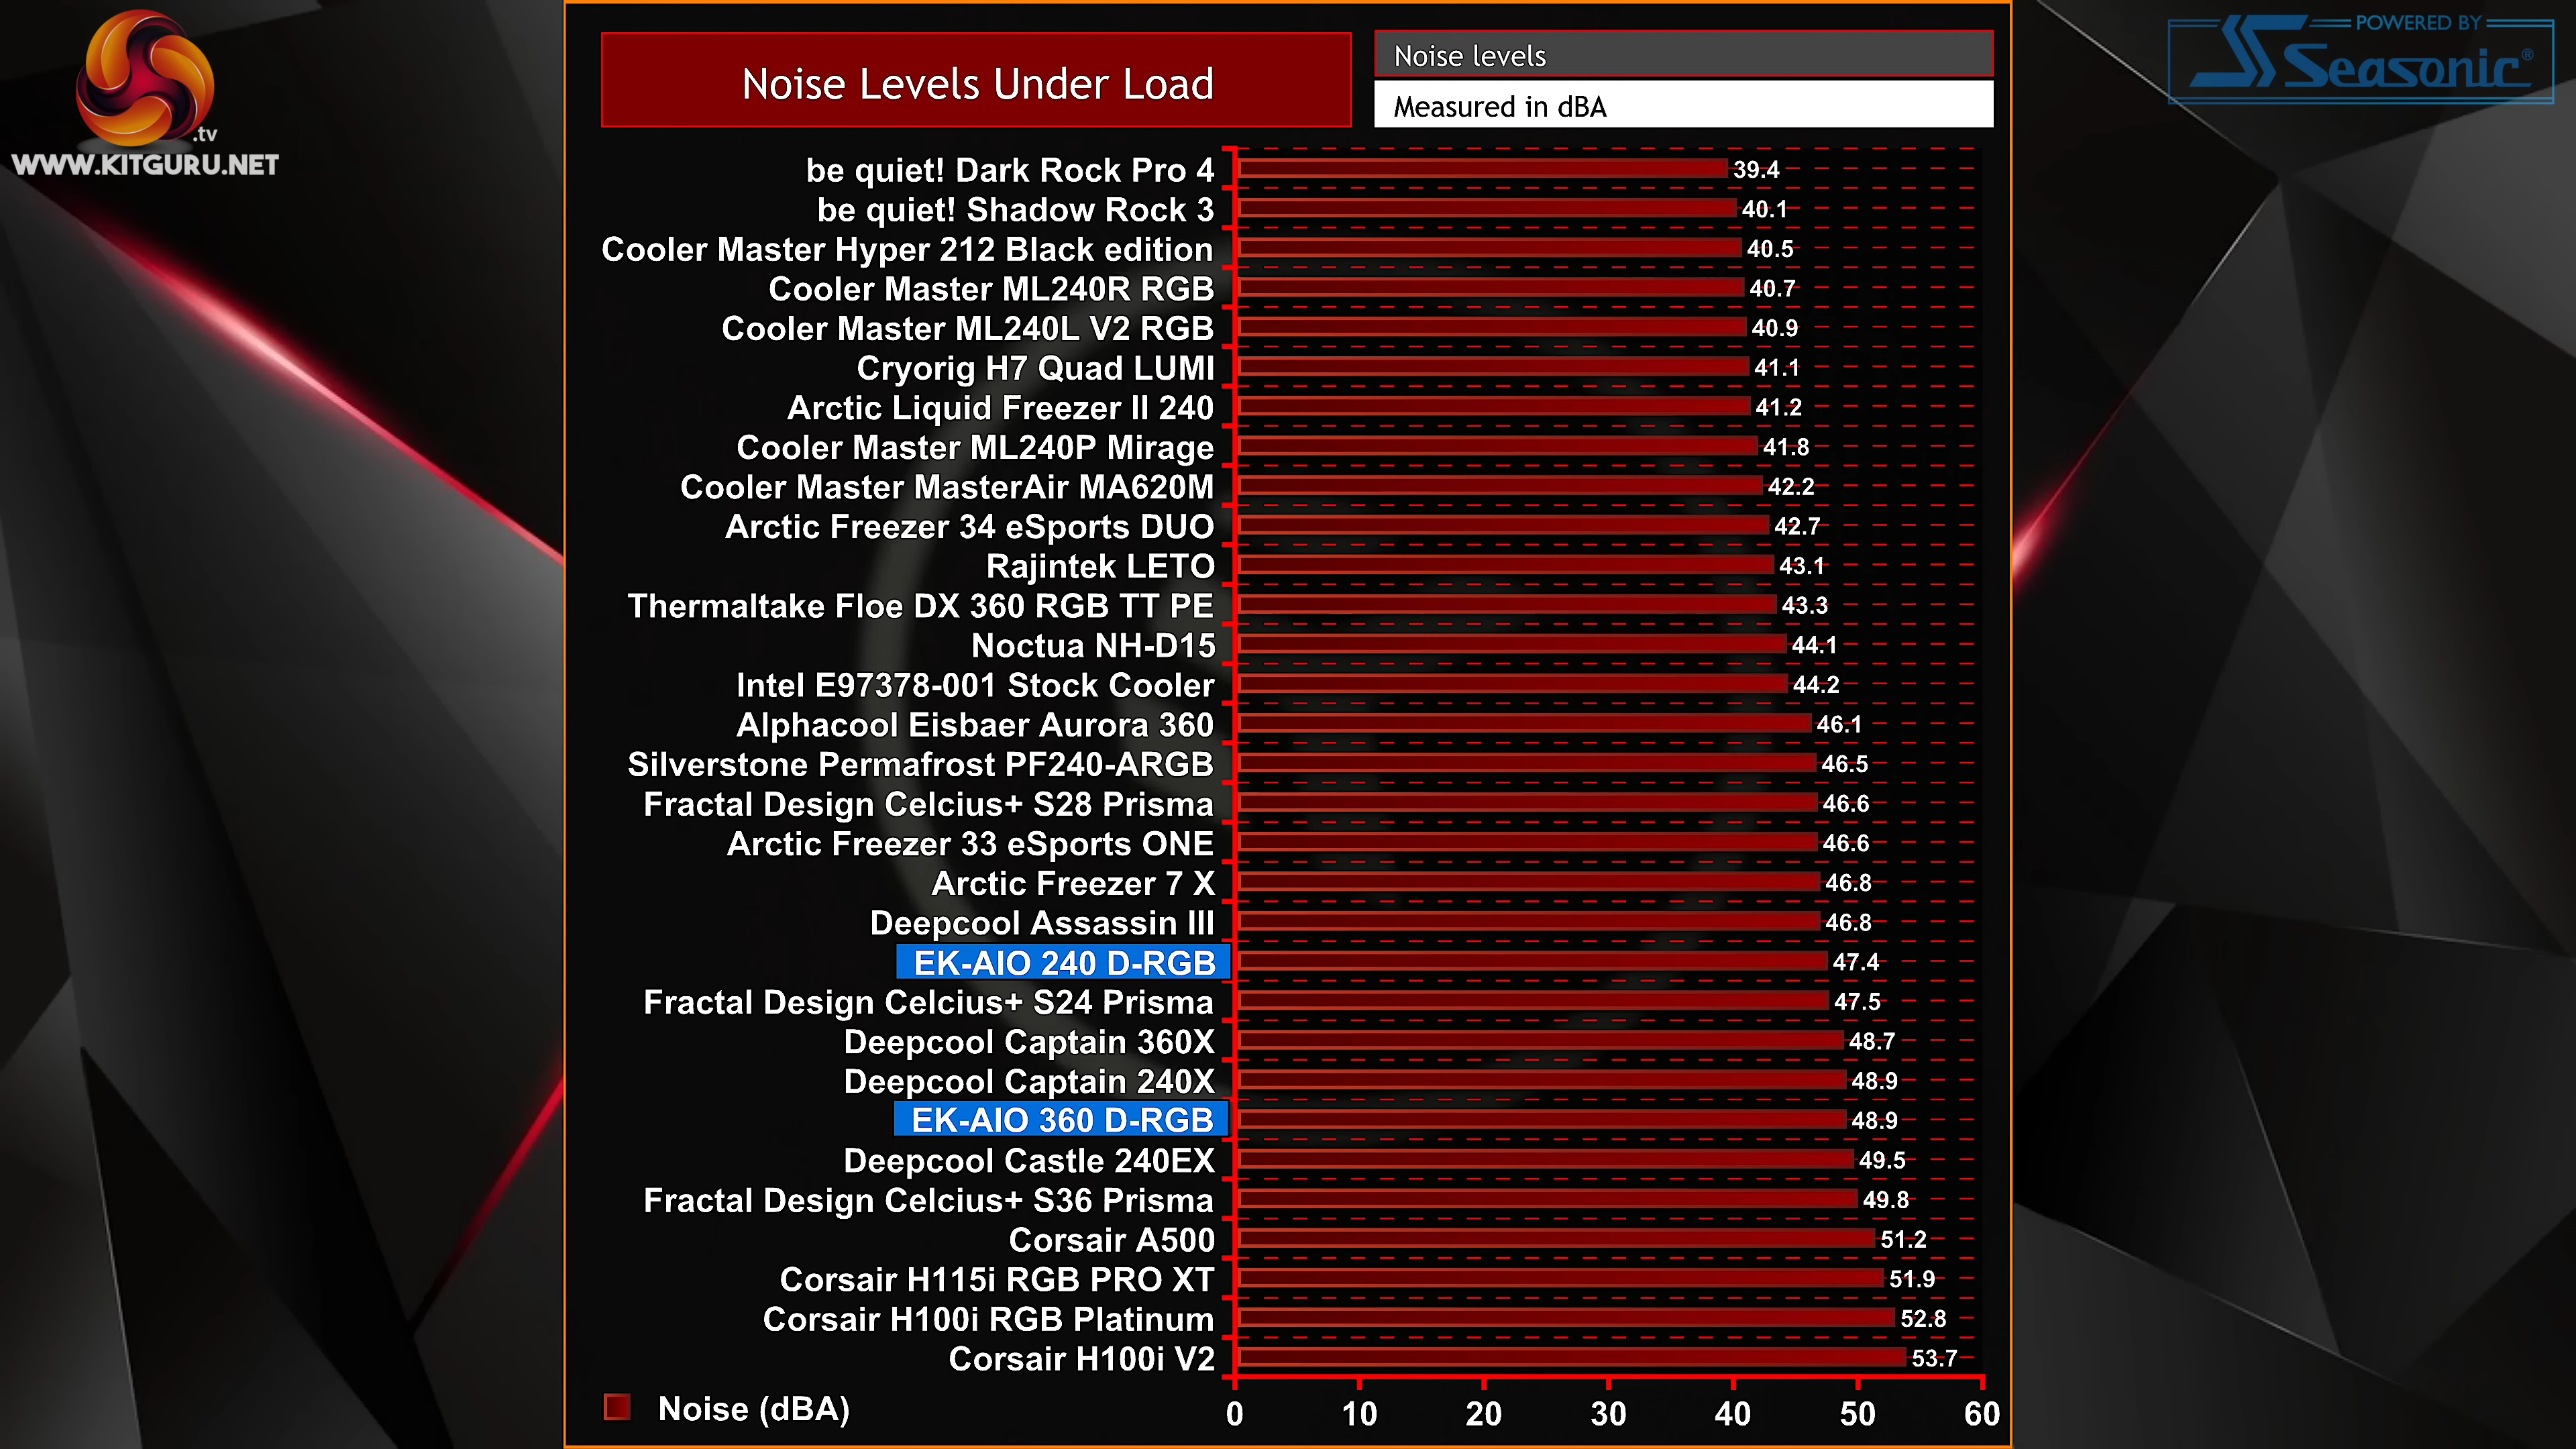 .tv
WWW.KITGURU.NET
POWERED BY
Seasonic®
Noise Levels Under Load
Noise levels
Measured in dBA
be quiet! Dark Rock Pro 4 39.4
be quiet! Shadow Rock 3 40.1
Cooler Master Hyper 212 Black edition 40.5
Cooler Master ML240R RGB 40.7
Cooler Master ML240L V2 RGB 40.9
Cryorig H7 Quad LUMI 41.1
Arctic Liquid Freezer II 240 41.2
Cooler Master ML240P Mirage 41.8
Cooler Master MasterAir MA620M 42.2
Arctic Freezer 34 eSports DUO 42.7
Rajintek LETO 43.1
Thermaltake Floe DX 360 RGB TT PE 43.3
Noctua NH-D15 44.1
Intel E97378-001 Stock Cooler 44.2
Alphacool Eisbaer Aurora 360 46.1
Silverstone Permafrost PF240-ARGB 46.5
Fractal Design Celcius+ S28 Prisma 46.6
Arctic Freezer 33 eSports ONE 46.6
Arctic Freezer 7 X 46.8
Deepcool Assassin III 46.8
EK-AIO 240 D-RGB 47.4
Fractal Design Celcius+ S24 Prisma 47.5
Deepcool Captain 360X 48.7
Deepcool Captain 240X 48.9
EK-AIO 360 D-RGB 48.9
Deepcool Castle 240EX 49.5
Fractal Design Celcius+ S36 Prisma 49.8
Corsair A500 51.2
Corsair H115i RGB PRO XT 51.9
Corsair H100i RGB Platinum 52.8
Corsair H100i V2 53.7
Noise (dBA)
0 10 20 30 40 50 60